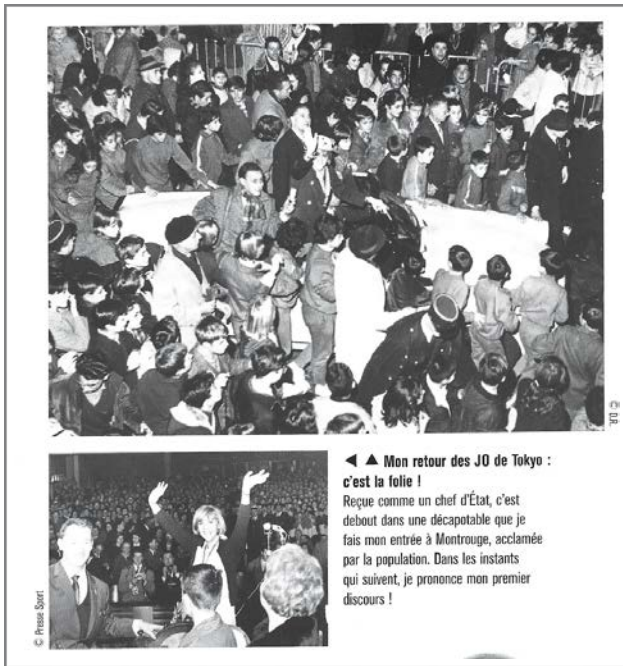 © D.R.
◀ ▲ Mon retour des JO de Tokyo :
c'est la folie !
Reçue comme un chef d'État, c'est
debout dans une décapotable que je
fais mon entrée à Montrouge, acclamée
par la population. Dans les instants
qui suivent, je prononce mon premier
discours !
© Presse Sport